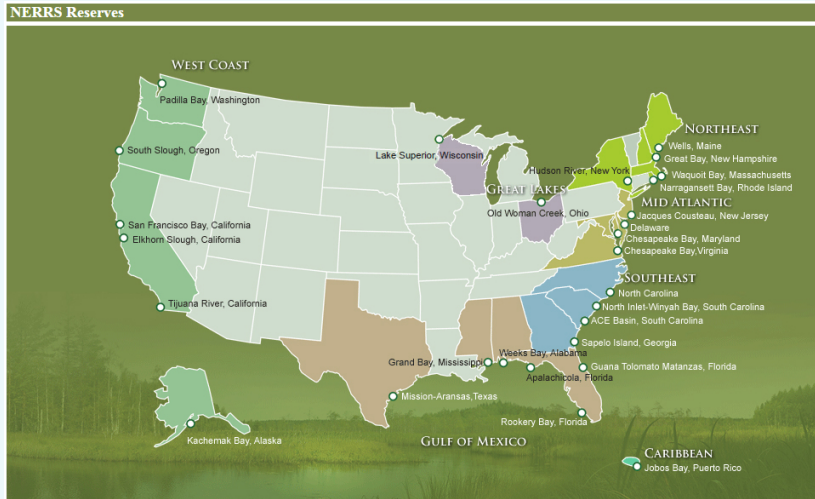 NERRS Reserves
WEST COAST
Padilla Bay, Washington
South Slough, Oregon
San Francisco Bay, California
Elkhorn Slough, California
Tijuana River, California
Kachemak Bay, Alaska
Lake Superior, Wisconsin
GREAT LAKES
Old Woman Creek, Ohio
NORTHEAST
Wells, Maine
Great Bay, New Hampshire
Waquoit Bay, Massachusetts
Narragansett Bay, Rhode Island
Hudson River, New York
MID ATLANTIC
Jacques Cousteau, New Jersey
Delaware
Chesapeake Bay, Maryland
Chesapeake Bay,Virginia
SOUTHEAST
North Carolina
North Inlet-Winyah Bay, South Carolina
ACE Basin, South Carolina
Sapelo Island, Georgia
Guana Tolomato Matanzas, Florida
Weeks Bay, Alabama
Grand Bay, Mississippi
Apalachicola, Florida
Mission-Aransas,Texas
Rookery Bay, Florida
GULF OF MEXICO
CARIBBEAN
Jobos Bay, Puerto Rico